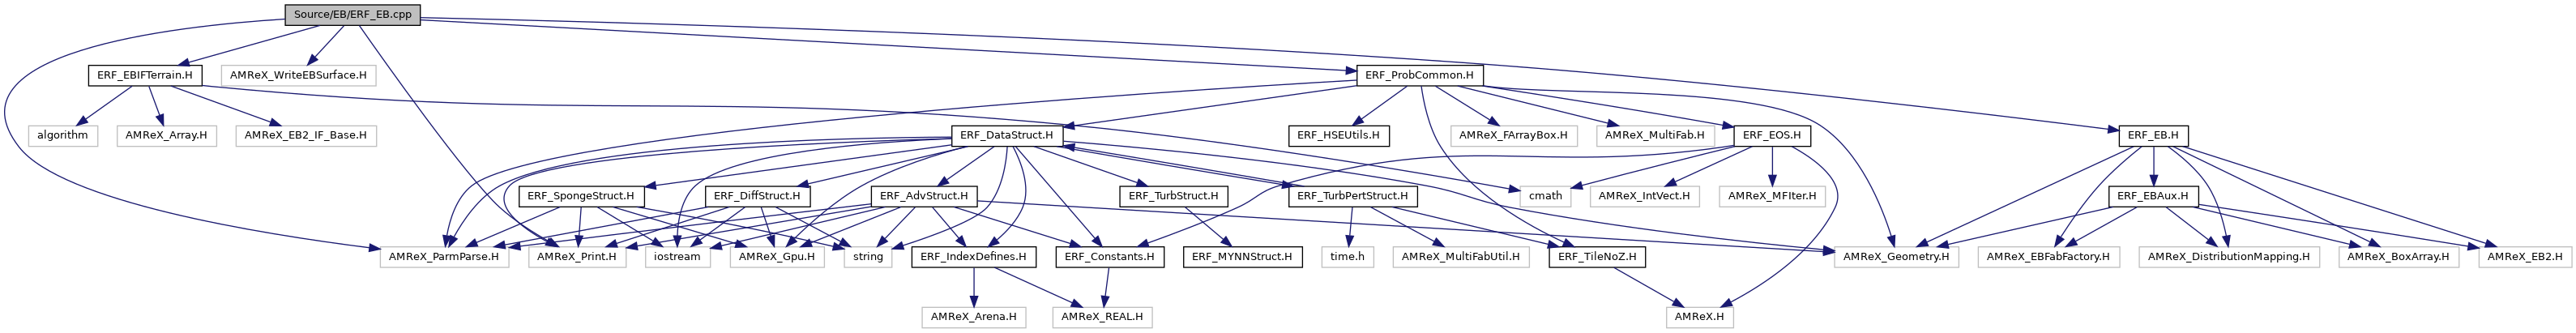 Source/EB/ERF_EB.cpp
ERF_EBIFTerrain.H
AMReX_WriteEBSurface.H
ERF_ProbCommon.H
algorithm
AMReX_Array.H
AMReX_EB2_IF_Base.H
ERF_DataStruct.H
ERF_HSEUtils.H
AMReX_FArrayBox.H
AMReX_MultiFab.H
ERF_EOS.H
ERF_EB.H
ERF_SpongeStruct.H
ERF_DiffStruct.H
ERF_AdvStruct.H
ERF_TurbStruct.H
ERF_TurbPertStruct.H
cmath
AMReX_IntVect.H
AMReX_MFIter.H
ERF_EBAux.H
AMReX_ParmParse.H
AMReX_Print.H
iostream
AMReX_Gpu.H
string
ERF_IndexDefines.H
ERF_Constants.H
ERF_MYNNStruct.H
time.h
AMReX_MultiFabUtil.H
ERF_TileNoZ.H
AMReX_Geometry.H
AMReX_EBFabFactory.H
AMReX_DistributionMapping.H
AMReX_BoxArray.H
AMReX_EB2.H
AMReX_Arena.H
AMReX_REAL.H
AMReX.H